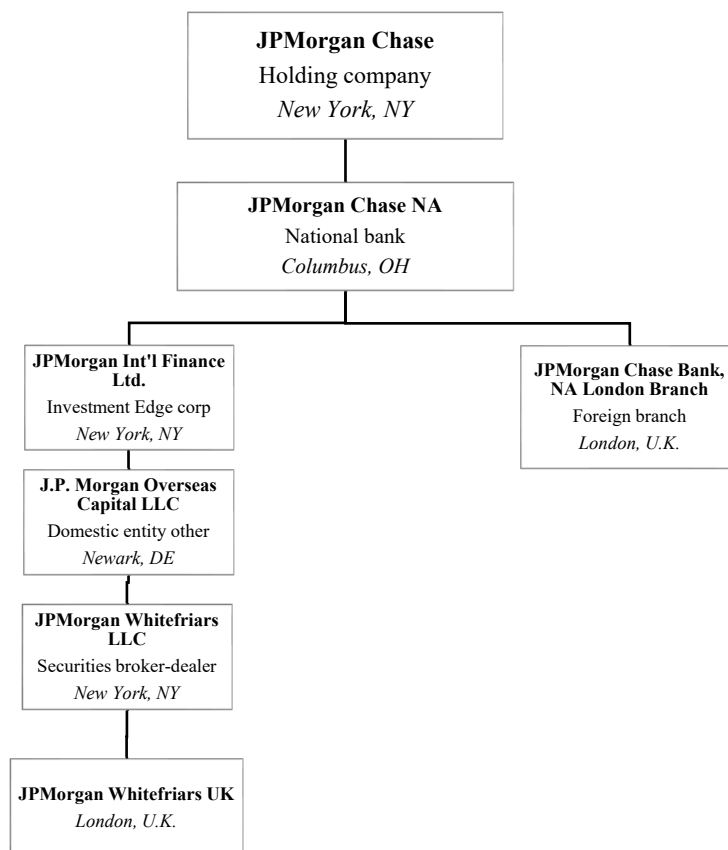 JPMorgan Chase
Holding company
New York, NY
JPMorgan Chase NA
National bank
Columbus, OH
JPMorgan Int'l Finance
Ltd.
Investment Edge corp
New York, NY
JPMorgan Chase Bank,
NA London Branch
Foreign branch
London, U.K.
J.P. Morgan Overseas
Capital LLC
Domestic entity other
Newark, DE
JPMorgan Whitefriars
LLC
Securities broker-dealer
New York, NY
JPMorgan Whitefriars UK
London, U.K.